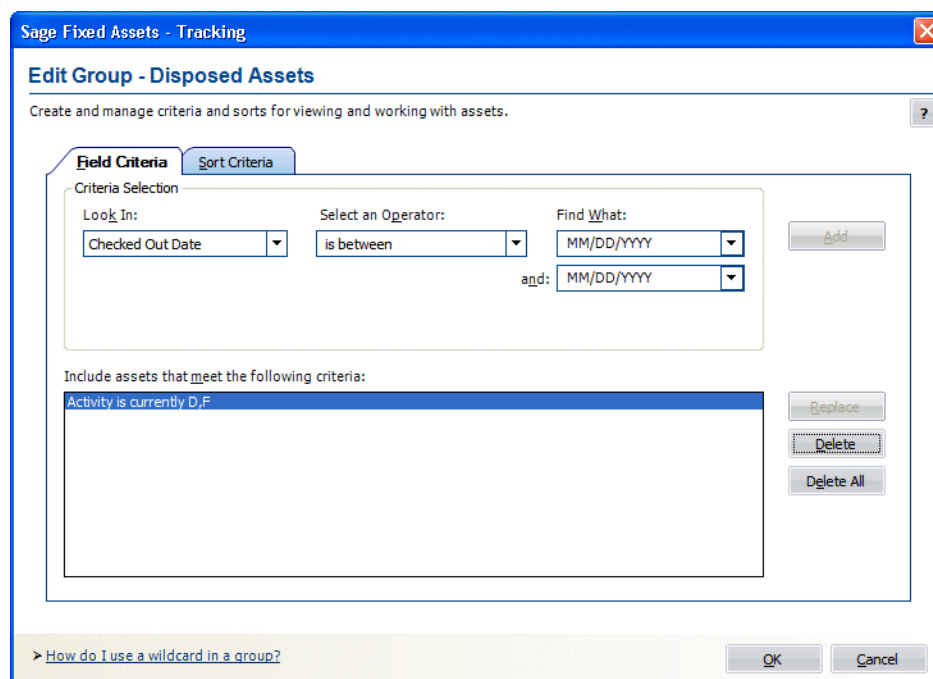 Sage Fixed Assets - Tracking
Edit Group - Disposed Assets
Create and manage criteria and sorts for viewing and working with assets.
?
Field Criteria
Sort Criteria
Criteria Selection
Look In:
Select an Operator:
Find What:
Checked Out Date
is between
MM/DD/YYYY
Add
and:
MM/DD/YYYY
Include assets that meet the following criteria:
Activity is currently D,F
Replace
Delete
Delete All
➢ How do I use a wildcard in a group?
OK
Cancel